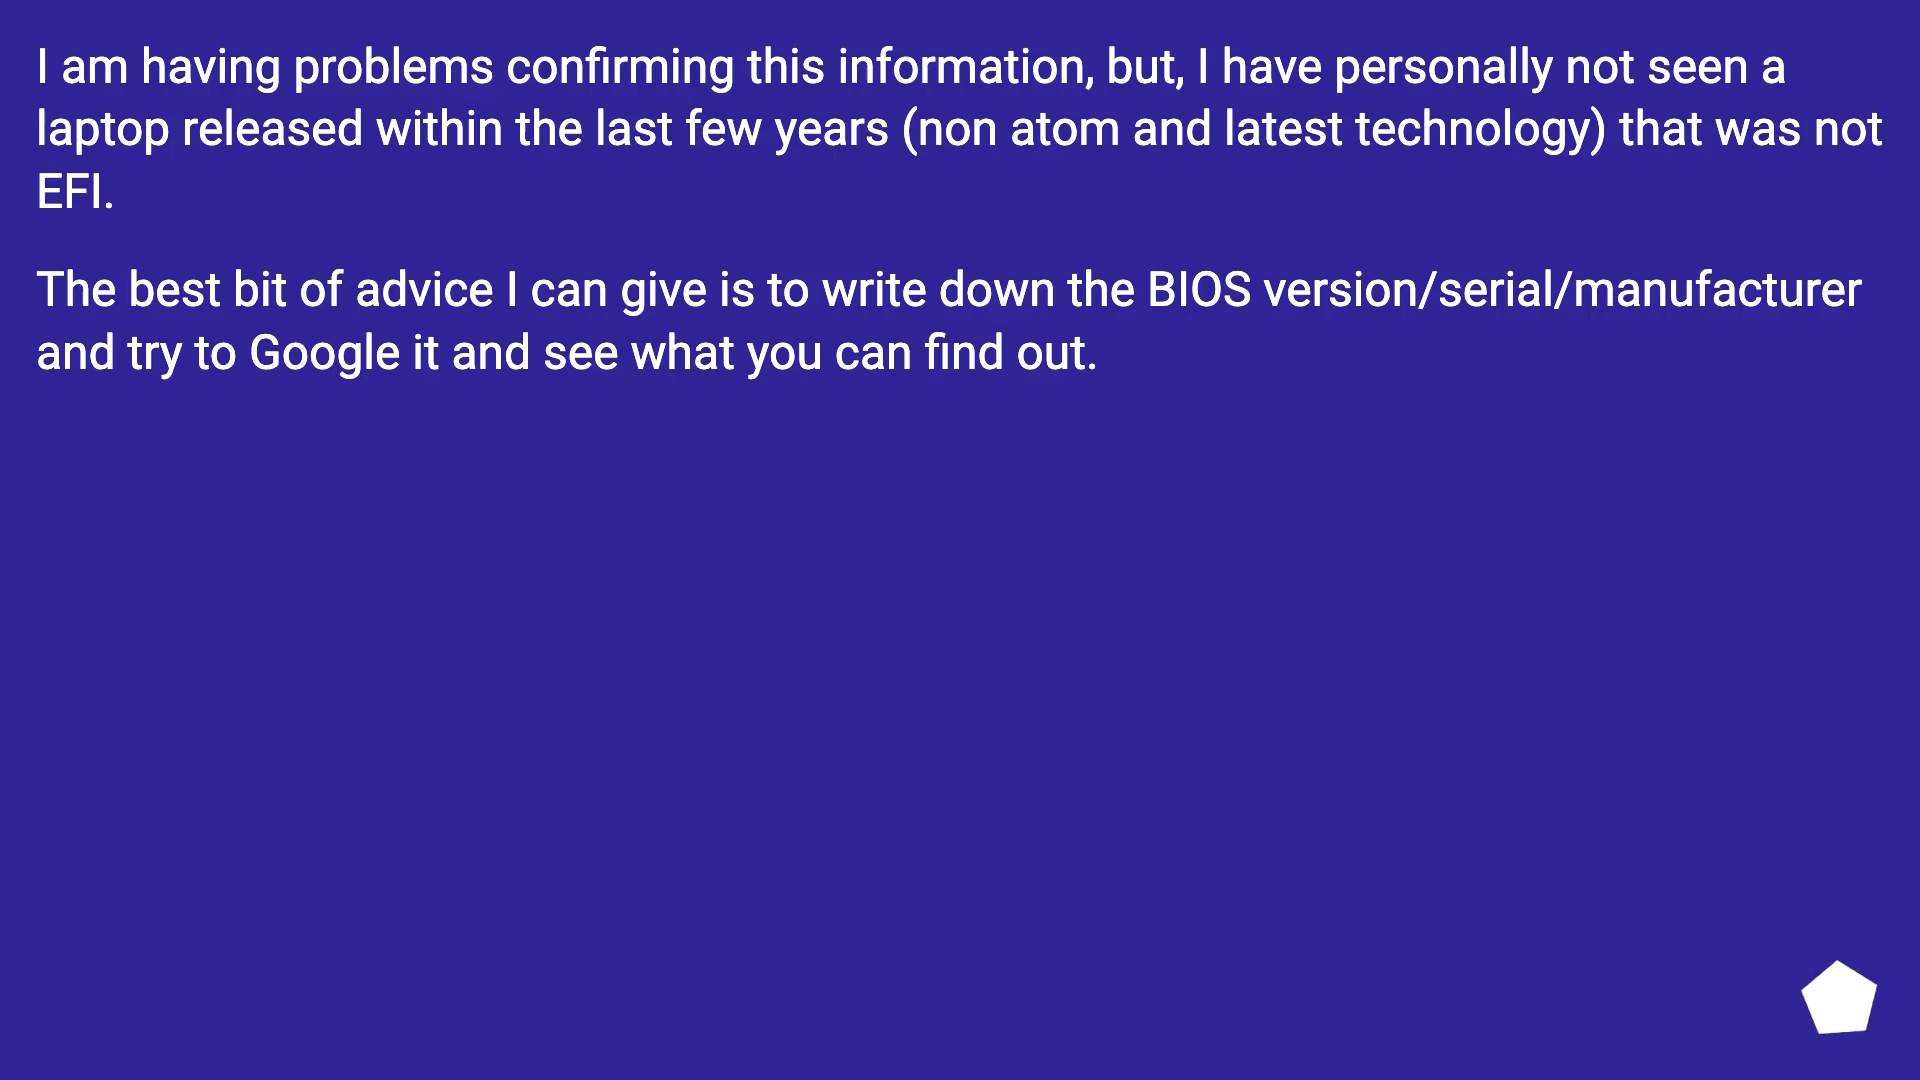 I am having problems confirming this information, but, I have personally not seen a
laptop released within the last few years (non atom and latest technology) that was not
EFI.
The best bit of advice I can give is to write down the BIOS version/serial/manufacturer
and try to Google it and see what you can find out.